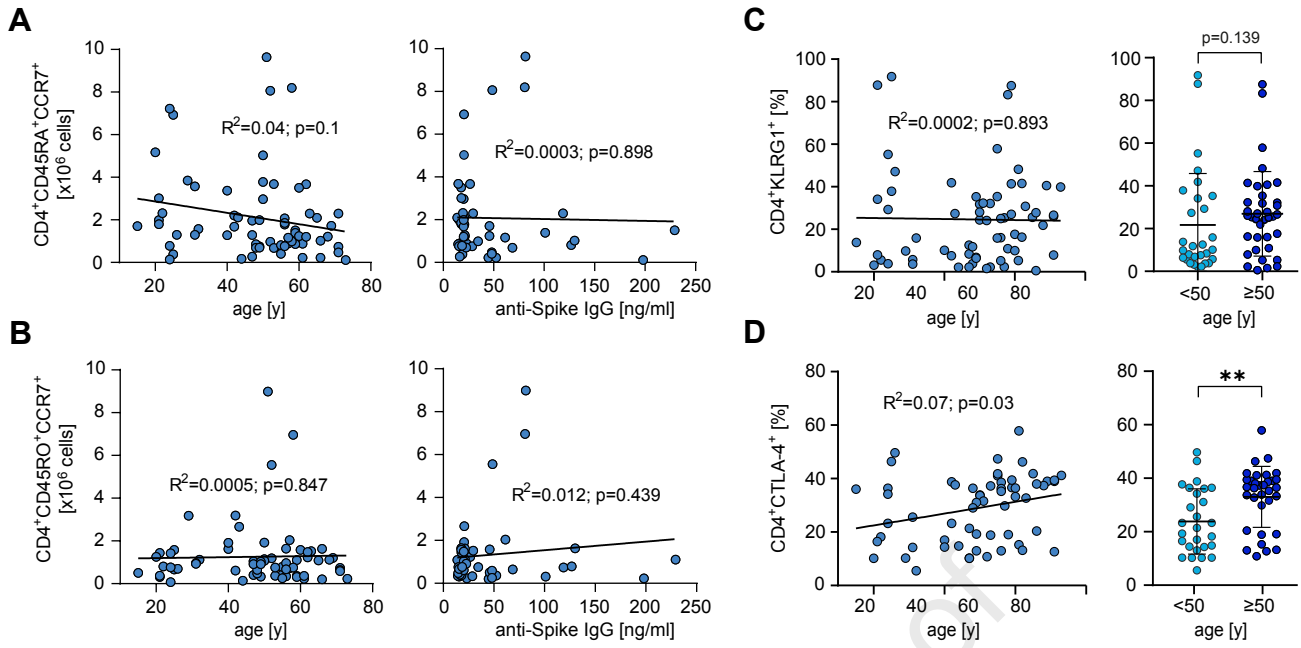 A
CD4+CD45RA+CCR7+
[x10⁶ cells]
10
8
6
4
2
0
R²=0.04; p=0.1
20 40 60 80
age [y]
10
8
6
4
2
0
R²=0.0003; p=0.898
0 50 100 150 200 250
anti-Spike IgG [ng/ml]
B
CD4+CD45RO+CCR7+
[x10⁶ cells]
10
8
6
4
2
0
R²=0.0005; p=0.847
20 40 60 80
age [y]
10
8
6
4
2
0
R²=0.012; p=0.439
0 50 100 150 200 250
anti-Spike IgG [ng/ml]
C
CD4+KLRG1+ [%]
100
80
60
40
20
0
R²=0.0002; p=0.893
20 40 60 80
age [y]
p=0.139
100
80
60
40
20
0
<50 ≥50
age [y]
D
CD4+CTLA-4+ [%]
80
60
40
20
0
R²=0.07; p=0.03
20 40 60 80
age [y]
**
80
60
40
20
0
<50 ≥50
age [y]